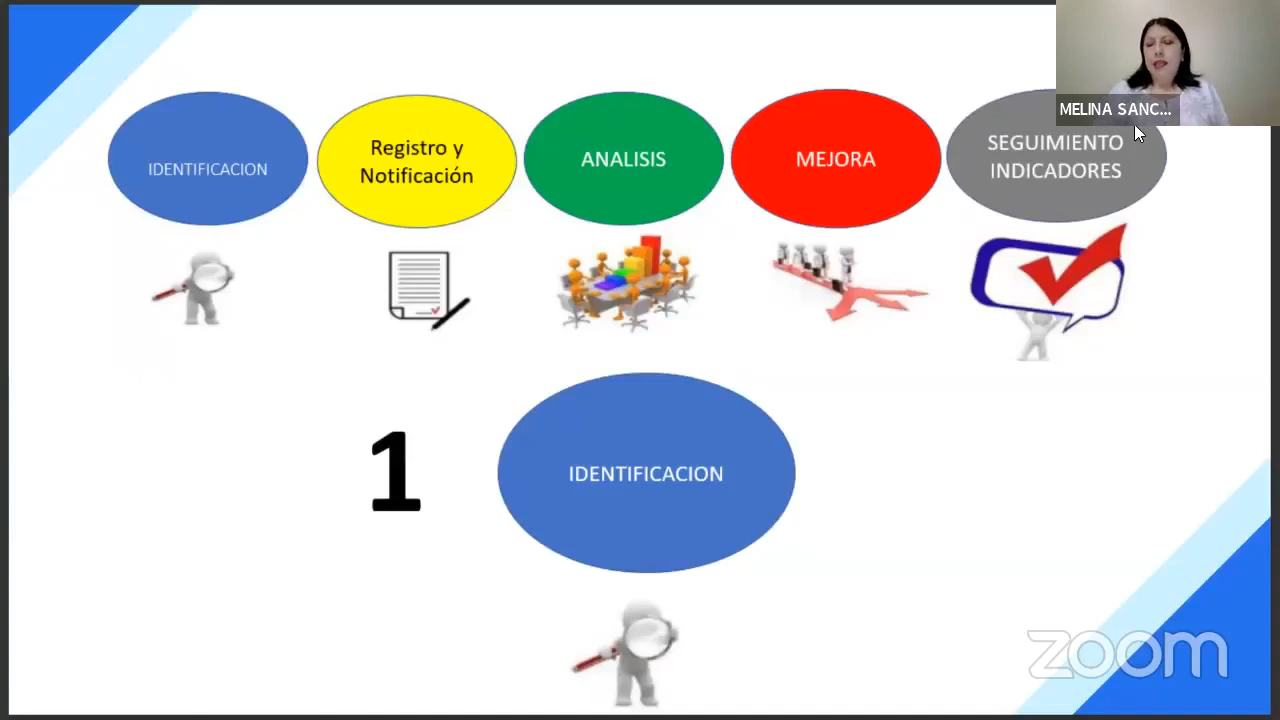 MELINA SANC...
IDENTIFICACION
Registro y
Notificación
ANALISIS
MEJORA
SEGUIMIENTO
INDICADORES
1
IDENTIFICACION
zoom